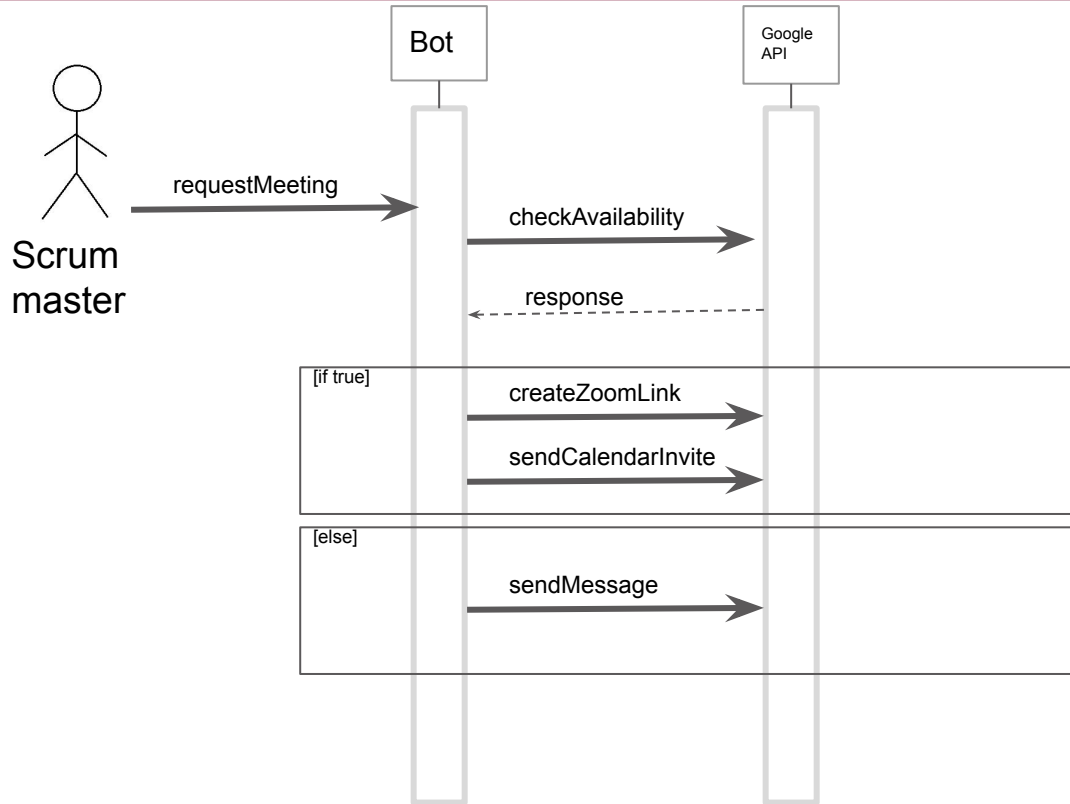 Bot
Google
API
requestMeeting
checkAvailability
Scrum
master
response
[if true]
createZoomLink
sendCalendarInvite
[else]
sendMessage